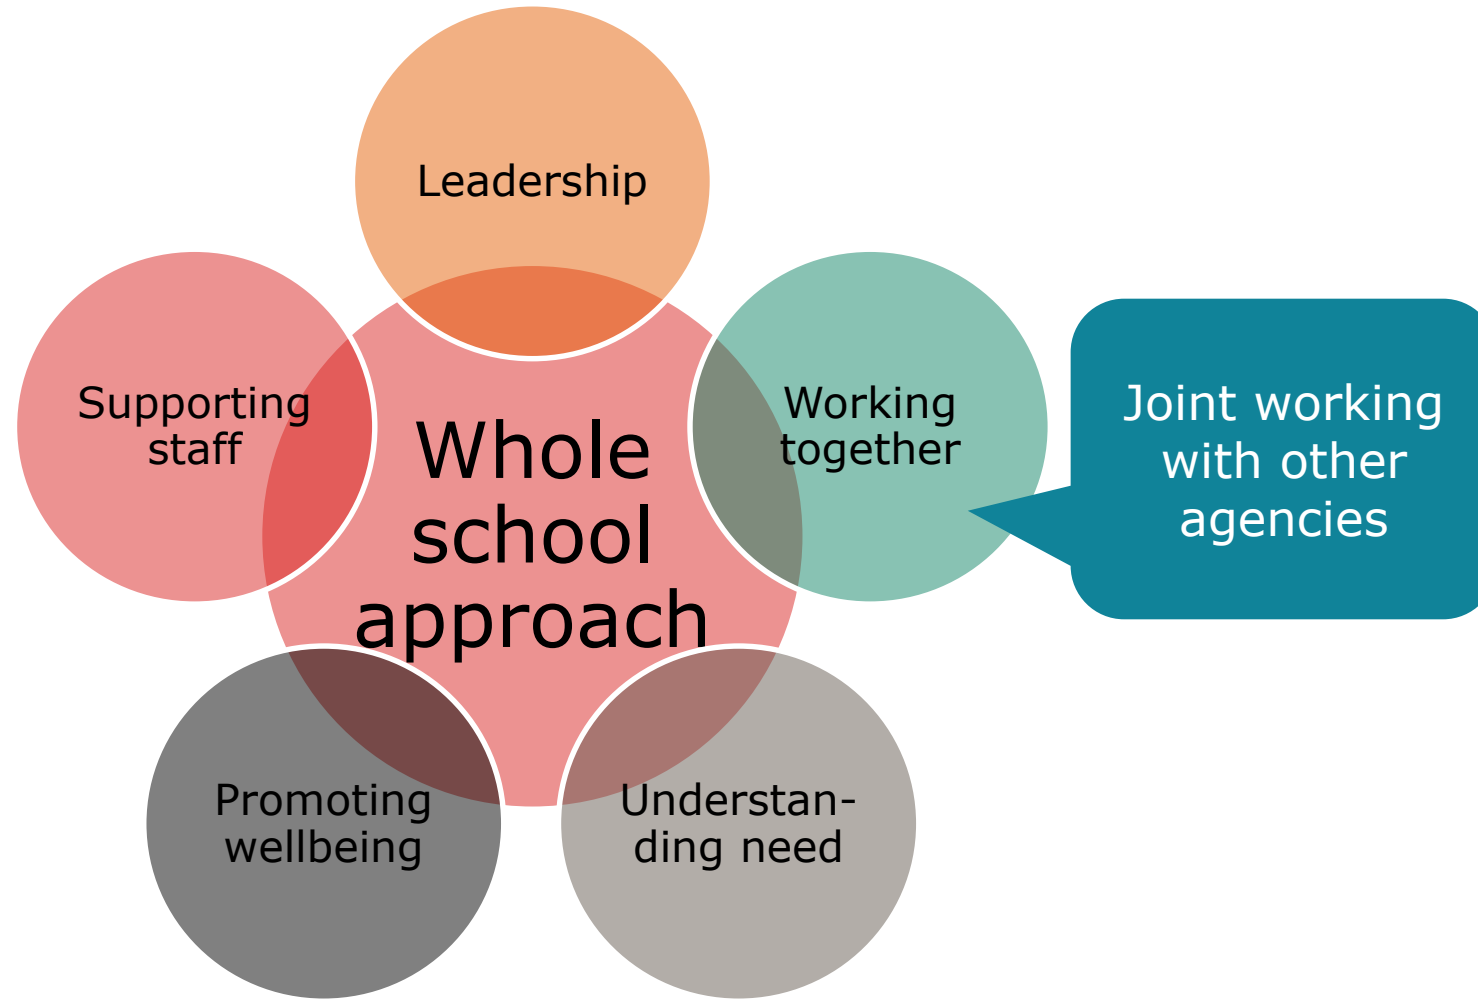 Leadership
Supporting
staff
Whole
school
approach
Working
together
Joint working
with other
agencies
Promoting
wellbeing
Understan-
ding need